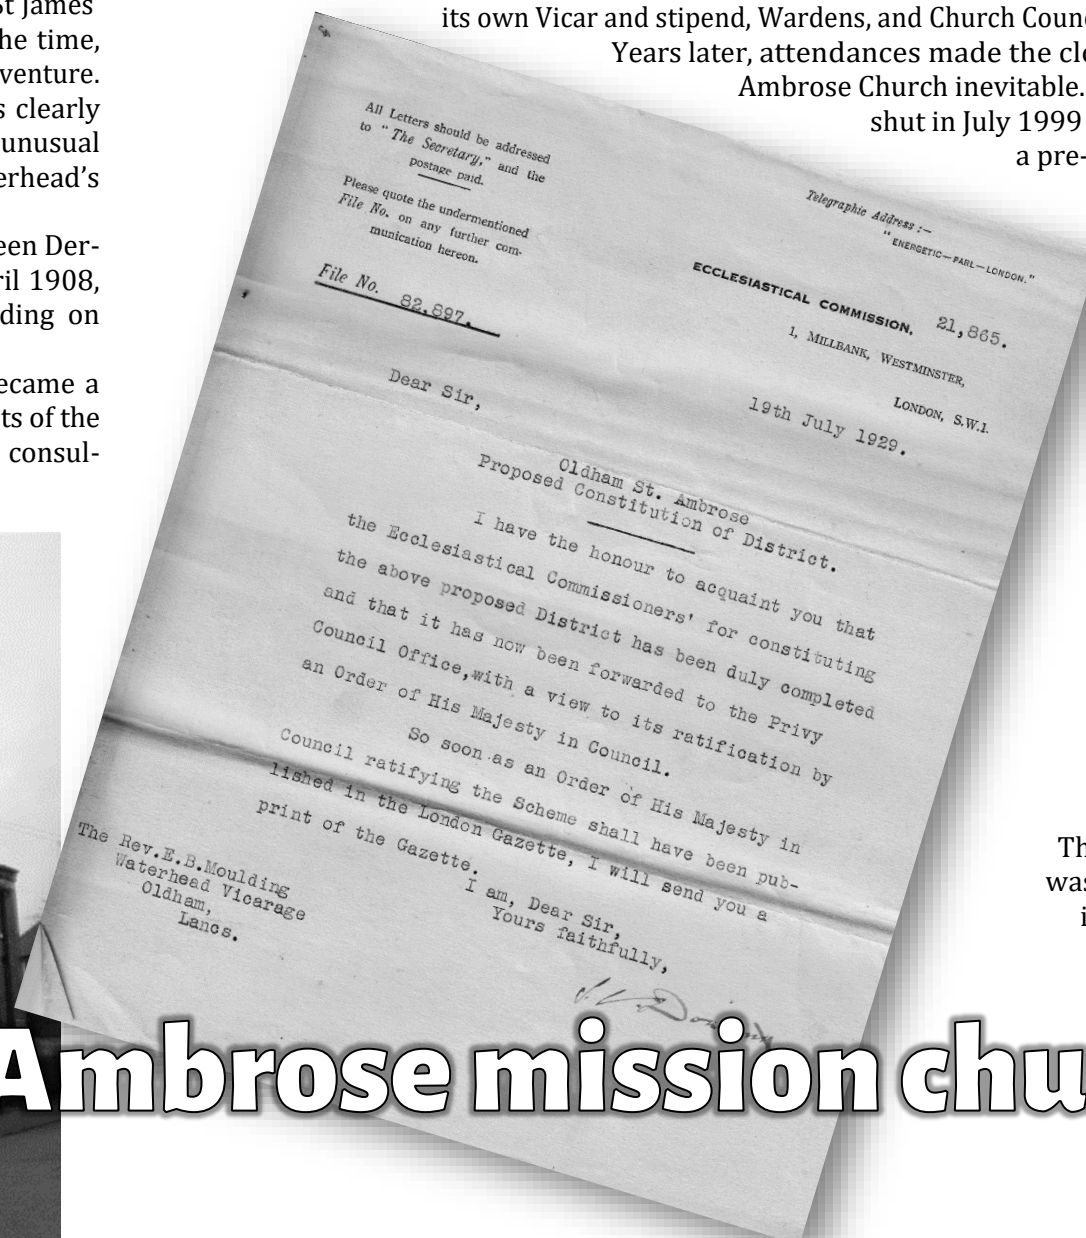 St James
he time,
venture.
s clearly
unusual
erhead's
een Der-
ril 1908,
ding on
ecame a
ts of the
consul-
its own Vicar and stipend, Wardens, and Church Counc
Years later, attendances made the clo
Ambrose Church inevitable.
shut in July 1999
a pre-
All Letters should be addressed
to "The Secretary," and the
postage paid.
Please quote the undermentioned
File No. on any further com-
munication hereon.
File No. 82,897.
Telegraphic Address :—
"ENERGETIC—PARL—LONDON."
ECCLESIASTICAL COMMISSION, 21,865.
1, MILLBANK, WESTMINSTER,
LONDON, S.W.1.
19th July 1929.
Dear Sir,
Oldham St. Ambrose
Proposed Constitution of District.
I have the honour to acquaint you that
the Ecclesiastical Commissioners' for constituting
the above proposed District has been duly completed
and that it has now been forwarded to the Privy
Council Office,with a view to its ratification by
an Order of His Majesty in Council.
So soon as an Order of His Majesty in
Council ratifying the Scheme shall have been pub-
lished in the London Gazette, I will send you a
print of the Gazette.
I am, Dear Sir,
Yours faithfully,
The Rev.E.B.Moulding
Waterhead Vicarage
Oldham,
Lancs.
Th
was
i
Ambrose mission chu